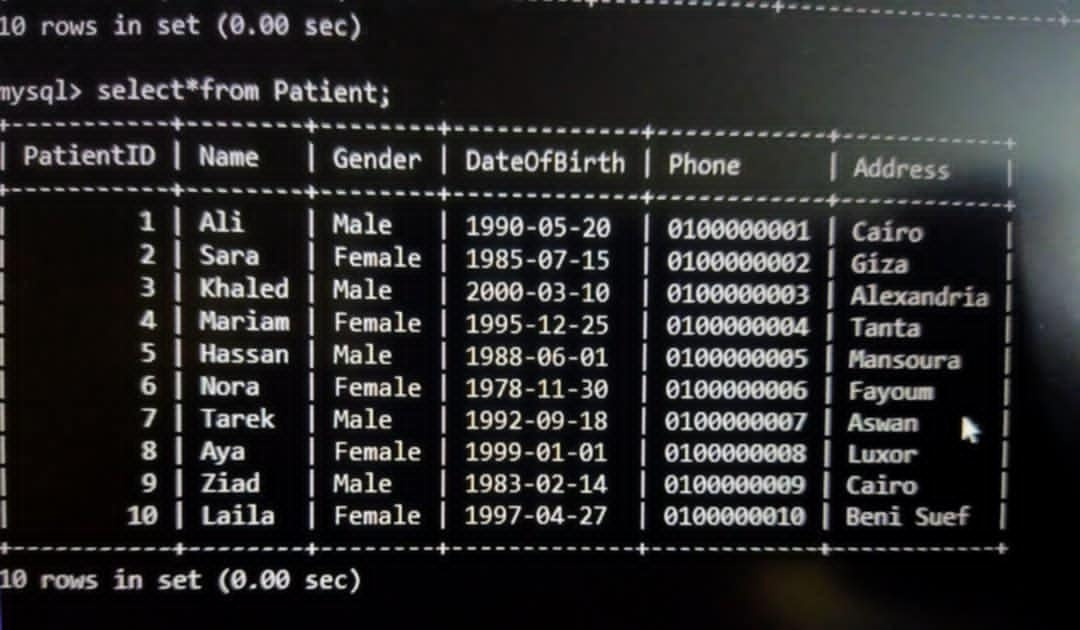 10 rows in set (0.00 sec)
mysql> select*from Patient;
| PatientID | Name | Gender | DateOfBirth | Phone | Address |
| 1 | Ali | Male | 1990-05-20 | 0100000001 | Cairo |
| 2 | Sara | Female | 1985-07-15 | 0100000002 | Giza |
| 3 | Khaled | Male | 2000-03-10 | 0100000003 | Alexandria |
| 4 | Mariam | Female | 1995-12-25 | 0100000004 | Tanta |
| 5 | Hassan | Male | 1988-06-01 | 0100000005 | Mansoura |
| 6 | Nora | Female | 1978-11-30 | 0100000006 | Fayoum |
| 7 | Tarek | Male | 1992-09-18 | 0100000007 | Aswan |
| 8 | Aya | Female | 1999-01-01 | 0100000008 | Luxor |
| 9 | Ziad | Male | 1983-02-14 | 0100000009 | Cairo |
| 10 | Laila | Female | 1997-04-27 | 0100000010 | Beni Suef |
10 rows in set (0.00 sec)